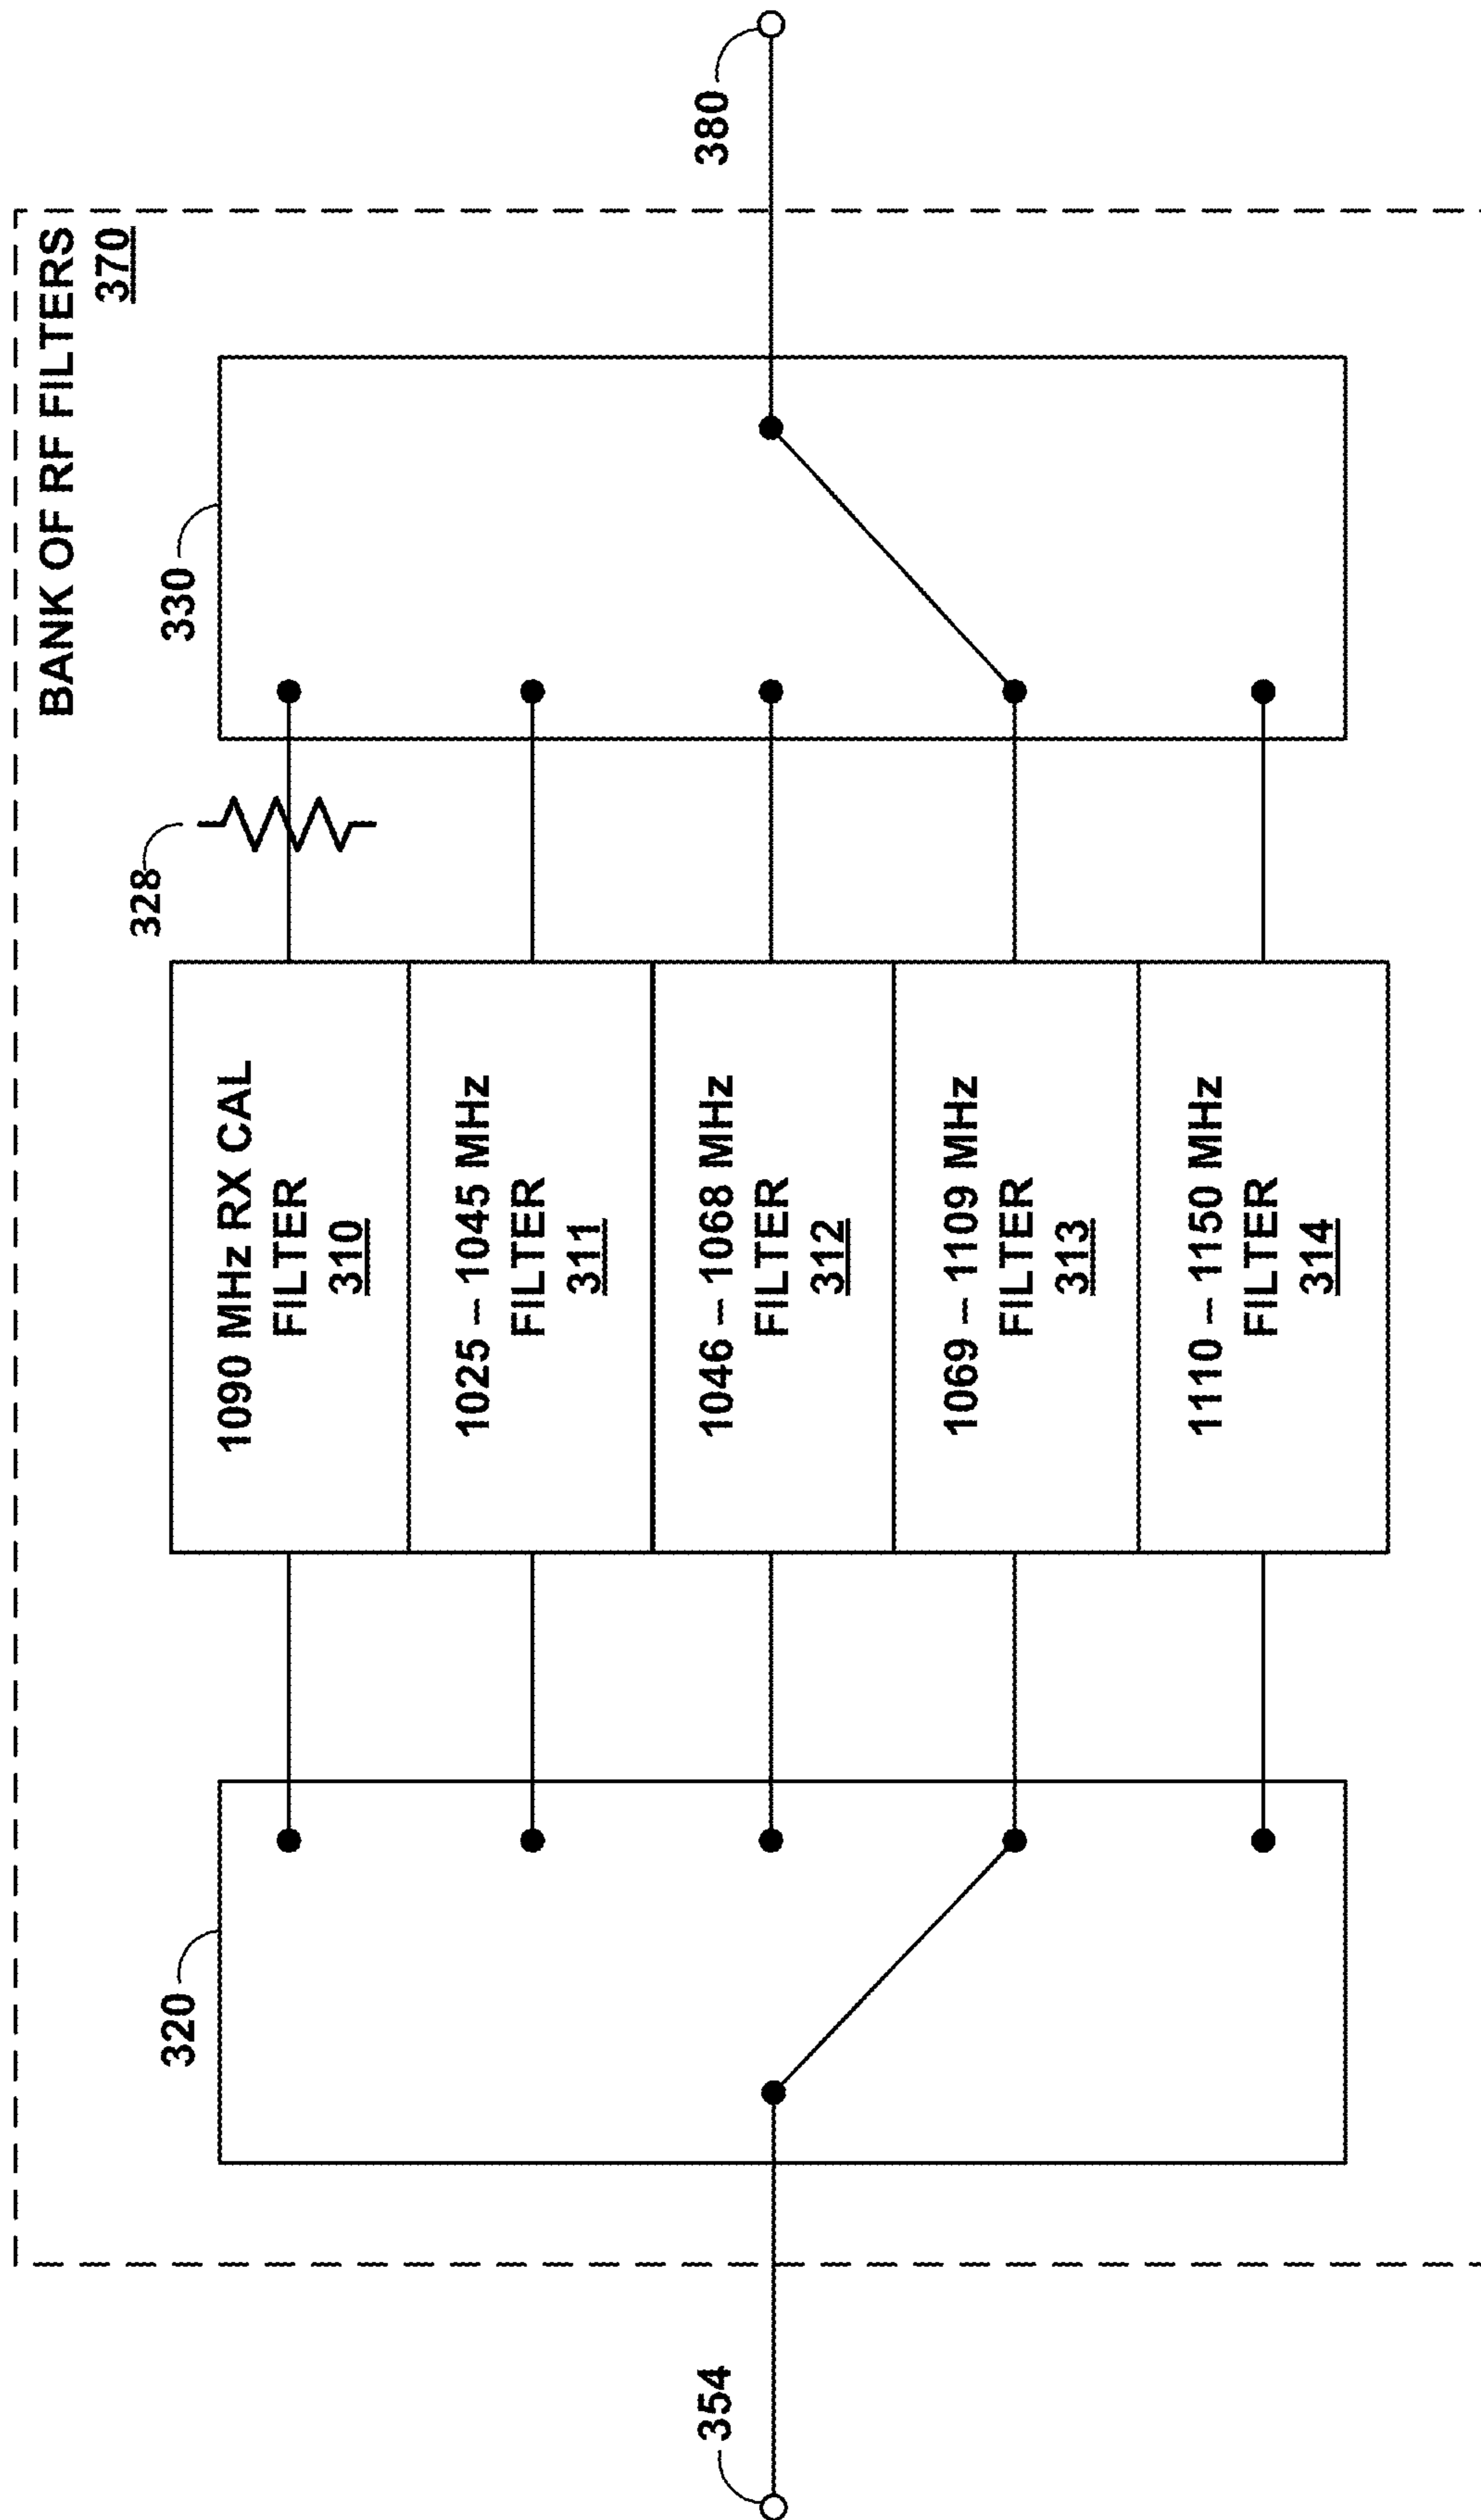 BANK OF RF FILTERS
370
320
328
330
1090 MHz RX CAL
FILTER
310
1025 – 1045 MHz
FILTER
311
1046 – 1068 MHz
FILTER
312
1069 – 1109 MHz
FILTER
313
1110 – 1150 MHz
FILTER
314
354
380